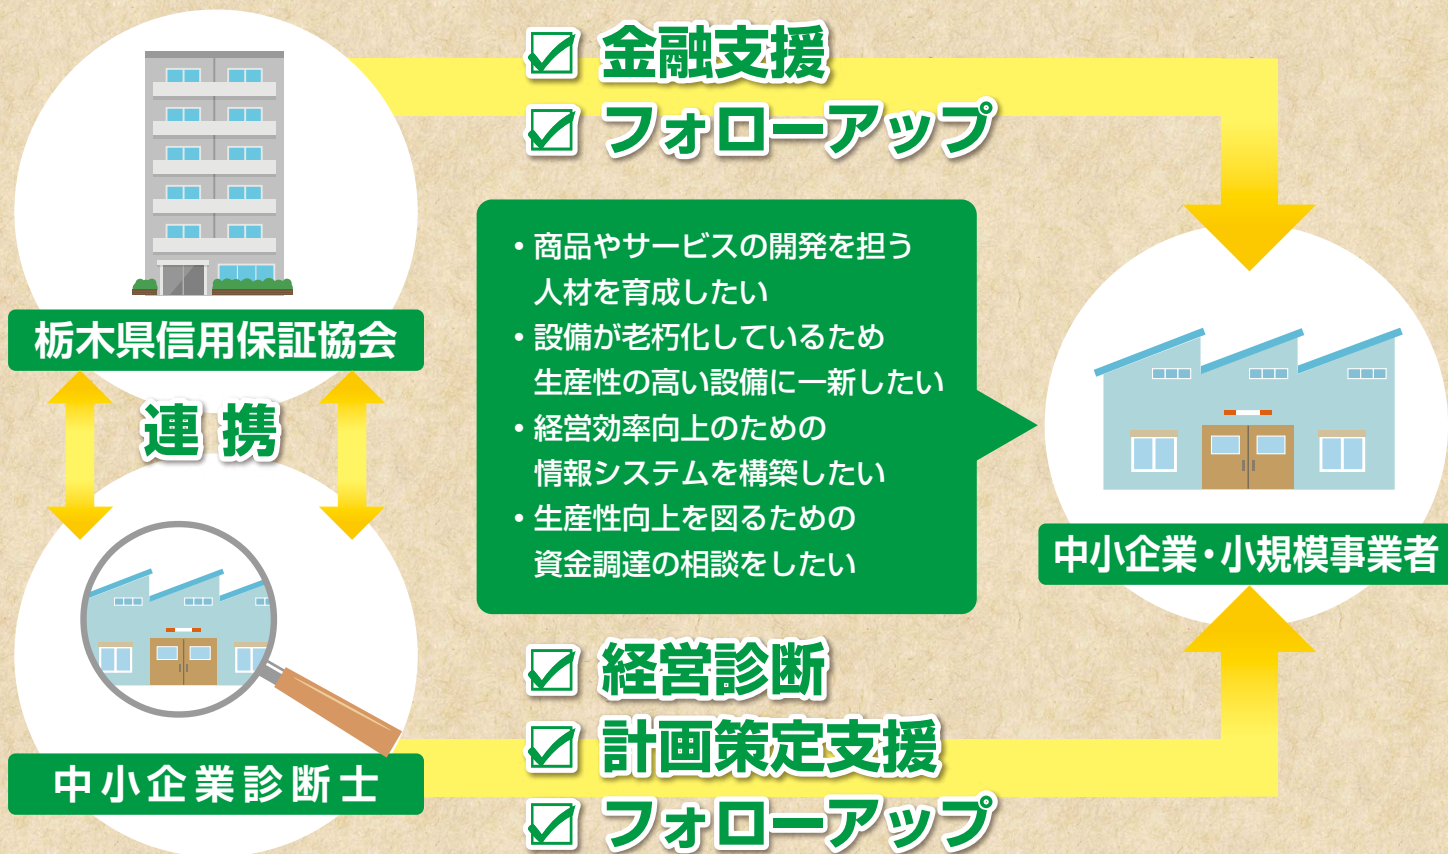 金融支援
フォローアップ
栃木県信用保証協会
連携
・商品やサービスの開発を担う
人材を育成したい
・設備が老朽化しているため
生産性の高い設備に一新したい
・経営効率向上のための
情報システムを構築したい
・生産性向上を図るための
資金調達の相談をしたい
中小企業・小規模事業者
中小企業診断士
経営診断
計画策定支援
フォローアップ